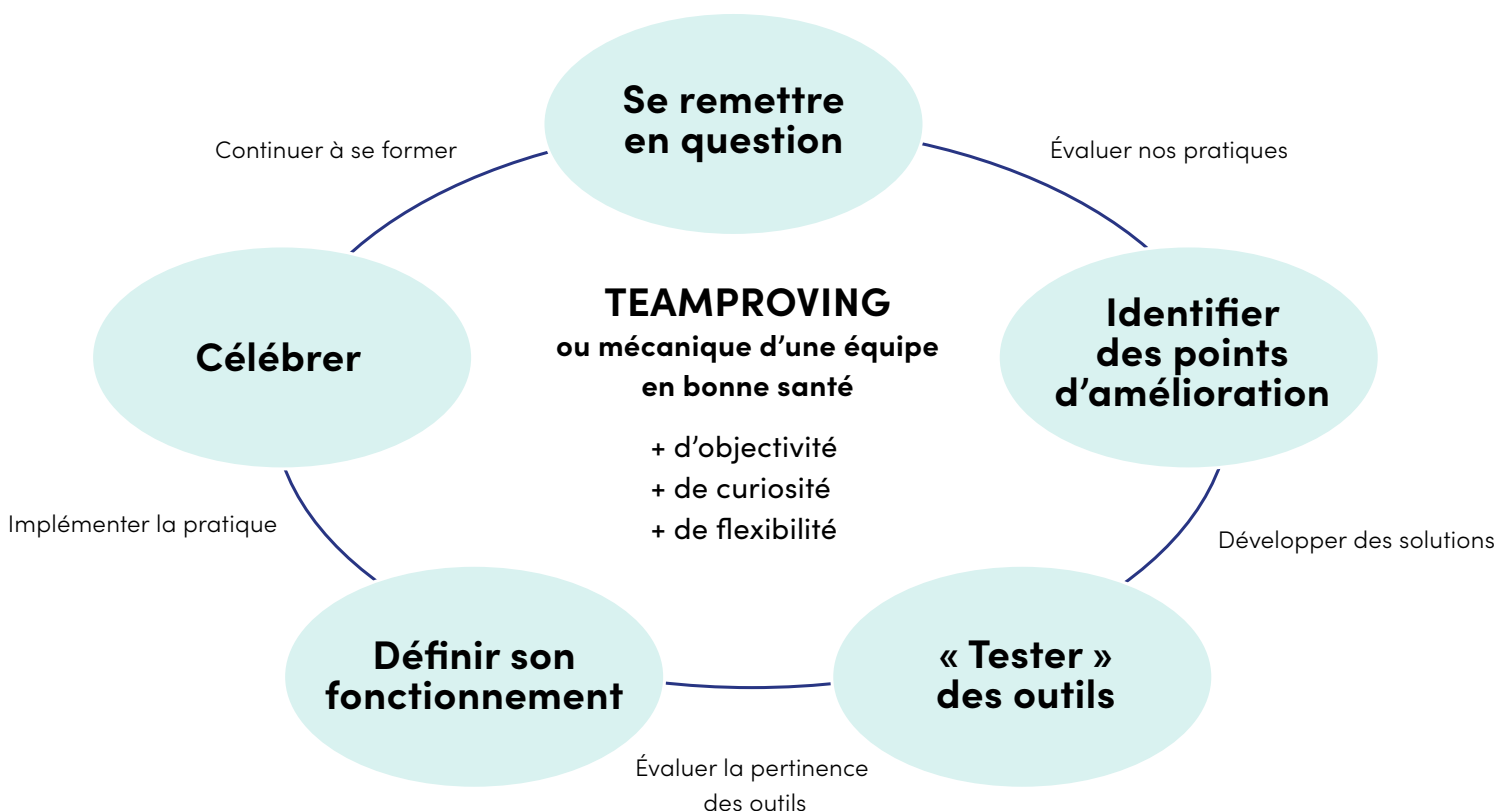 Se remettre
en question
Continuer à se former
Évaluer nos pratiques
TEAMPROVING
ou mécanique d’une équipe
en bonne santé
+ d’objectivité
+ de curiosité
+ de flexibilité
Célébrer
Identifier
des points
d’amélioration
Implémenter la pratique
Développer des solutions
Définir son
fonctionnement
« Tester »
des outils
Évaluer la pertinence
des outils